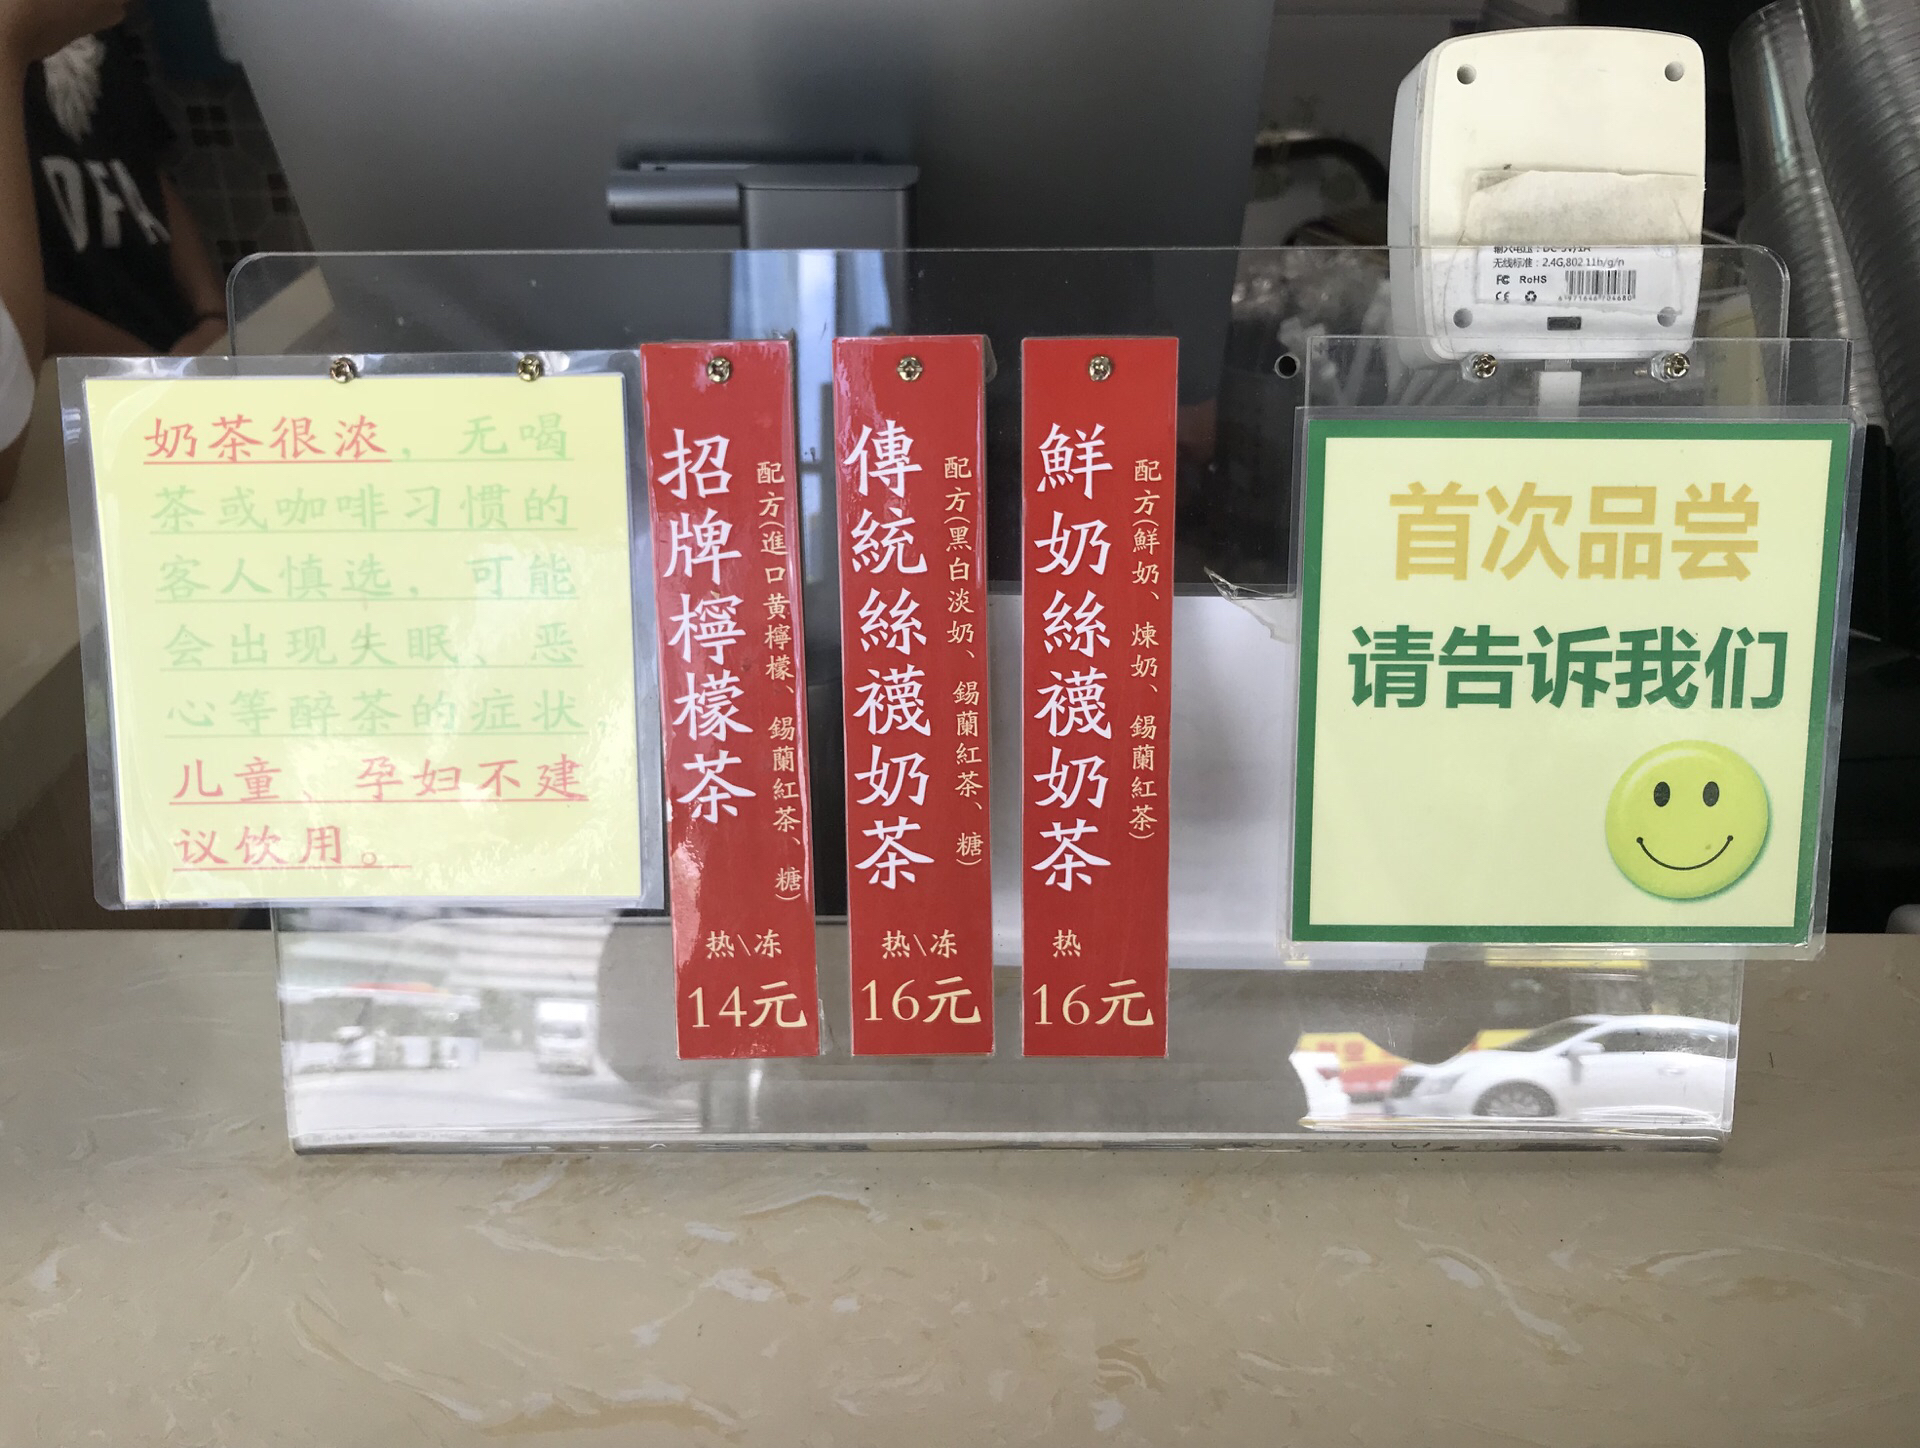 奶茶很浓，无喝
茶或咖啡习惯的
客人慎选，可能
会出现失眠、恶
心等醉茶的症状
儿童、孕妇不建
议饮用。
招牌檸檬茶
配方(進口黃檸檬、錫蘭紅茶、糖)
热\冻
14元
傳統絲襪奶茶
配方(黑白淡奶、錫蘭紅茶、糖)
热\冻
16元
鮮奶絲襪奶茶
配方(鮮奶、煉奶、錫蘭紅茶)
热
16元
首次品尝
请告诉我们
无线标准：2.4G,802.11b/g/n
FC RoHS
CE